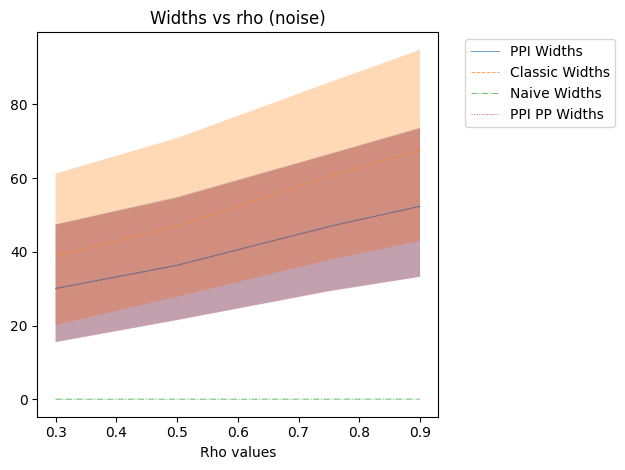 Widths vs rho (noise)
PPI Widths
Classic Widths
Naive Widths
PPI PP Widths
80
60
40
20
0
0.3 0.4 0.5 0.6 0.7 0.8 0.9
Rho values